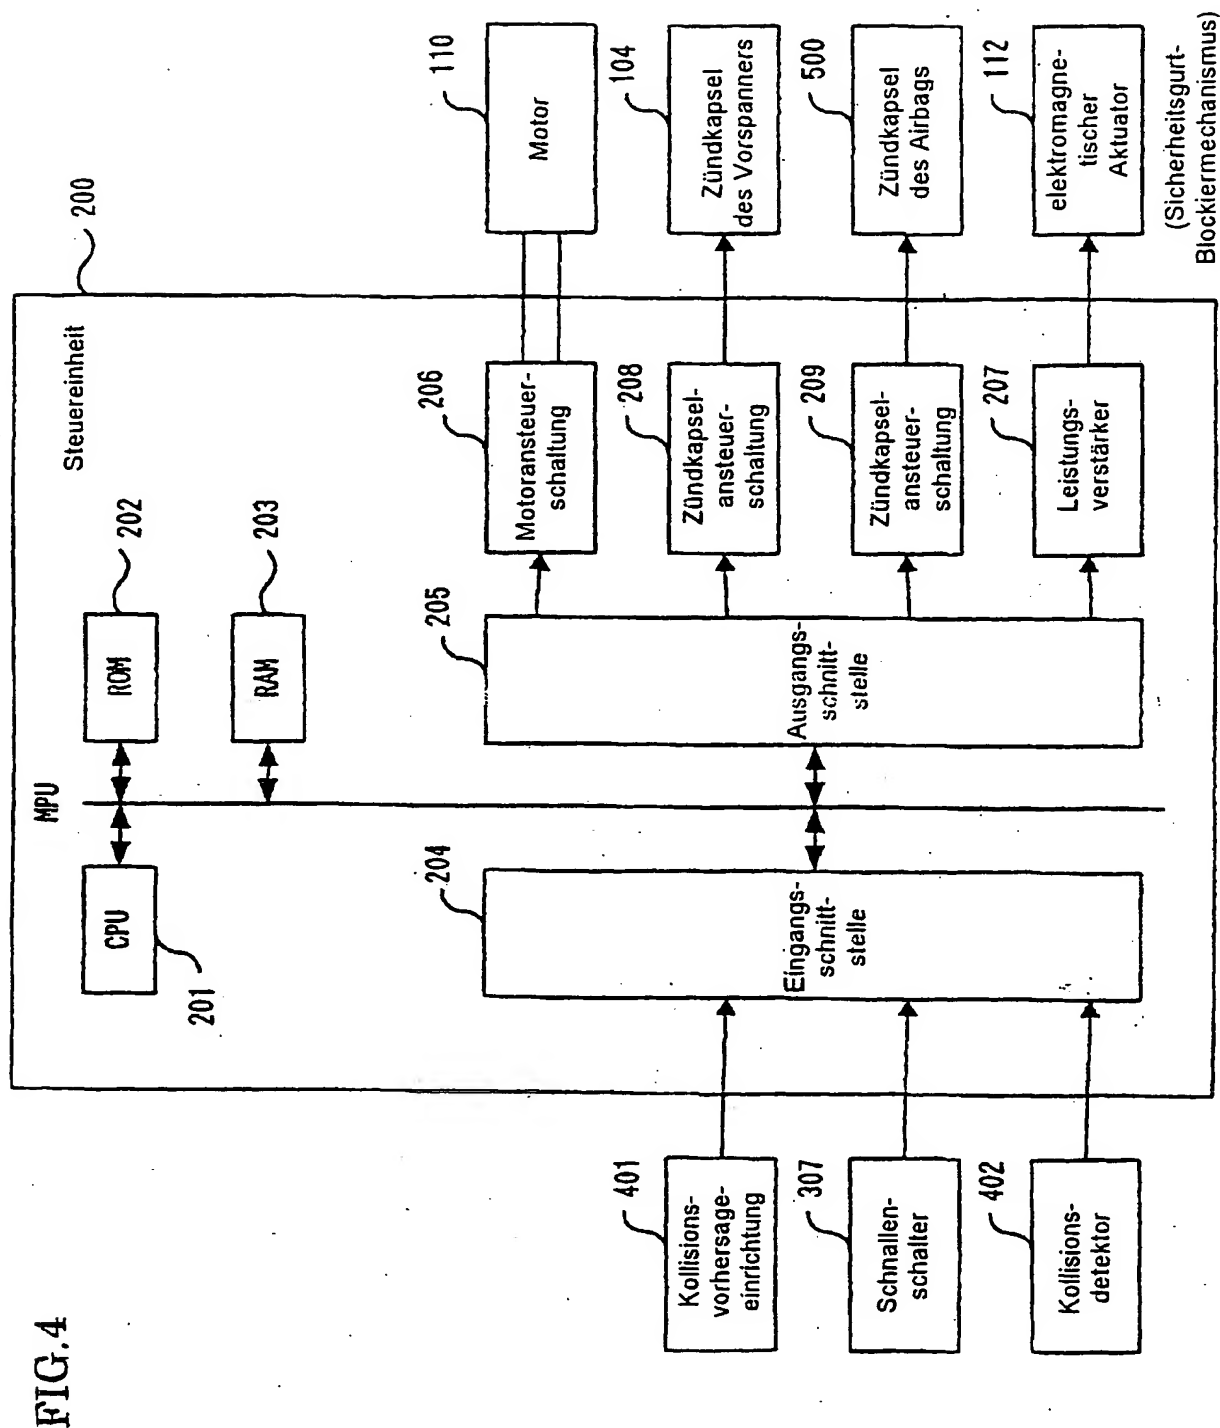 FIG.4
Steuereinheit
200
MPU
CPU
201
ROM
202
RAM
203
Kollisions-
vorhersage-
einrichtung
401
Schnallen-
schalter
307
Kollisions-
detektor
402
Eingangs-
schnitt-
stelle
204
Ausgangs-
schnitt-
stelle
205
Motoransteuer-
schaltung
206
Zündkapsel-
ansteuer-
schaltung
208
Zündkapsel-
ansteuer-
schaltung
209
Leistungs-
verstärker
207
Motor
110
Zündkapsel
des Vorspanners
104
Zündkapsel
des Airbags
500
elektromagne-
tischer
Aktuator
112
(Sicherheitsgurt-
Blockiermechanismus)